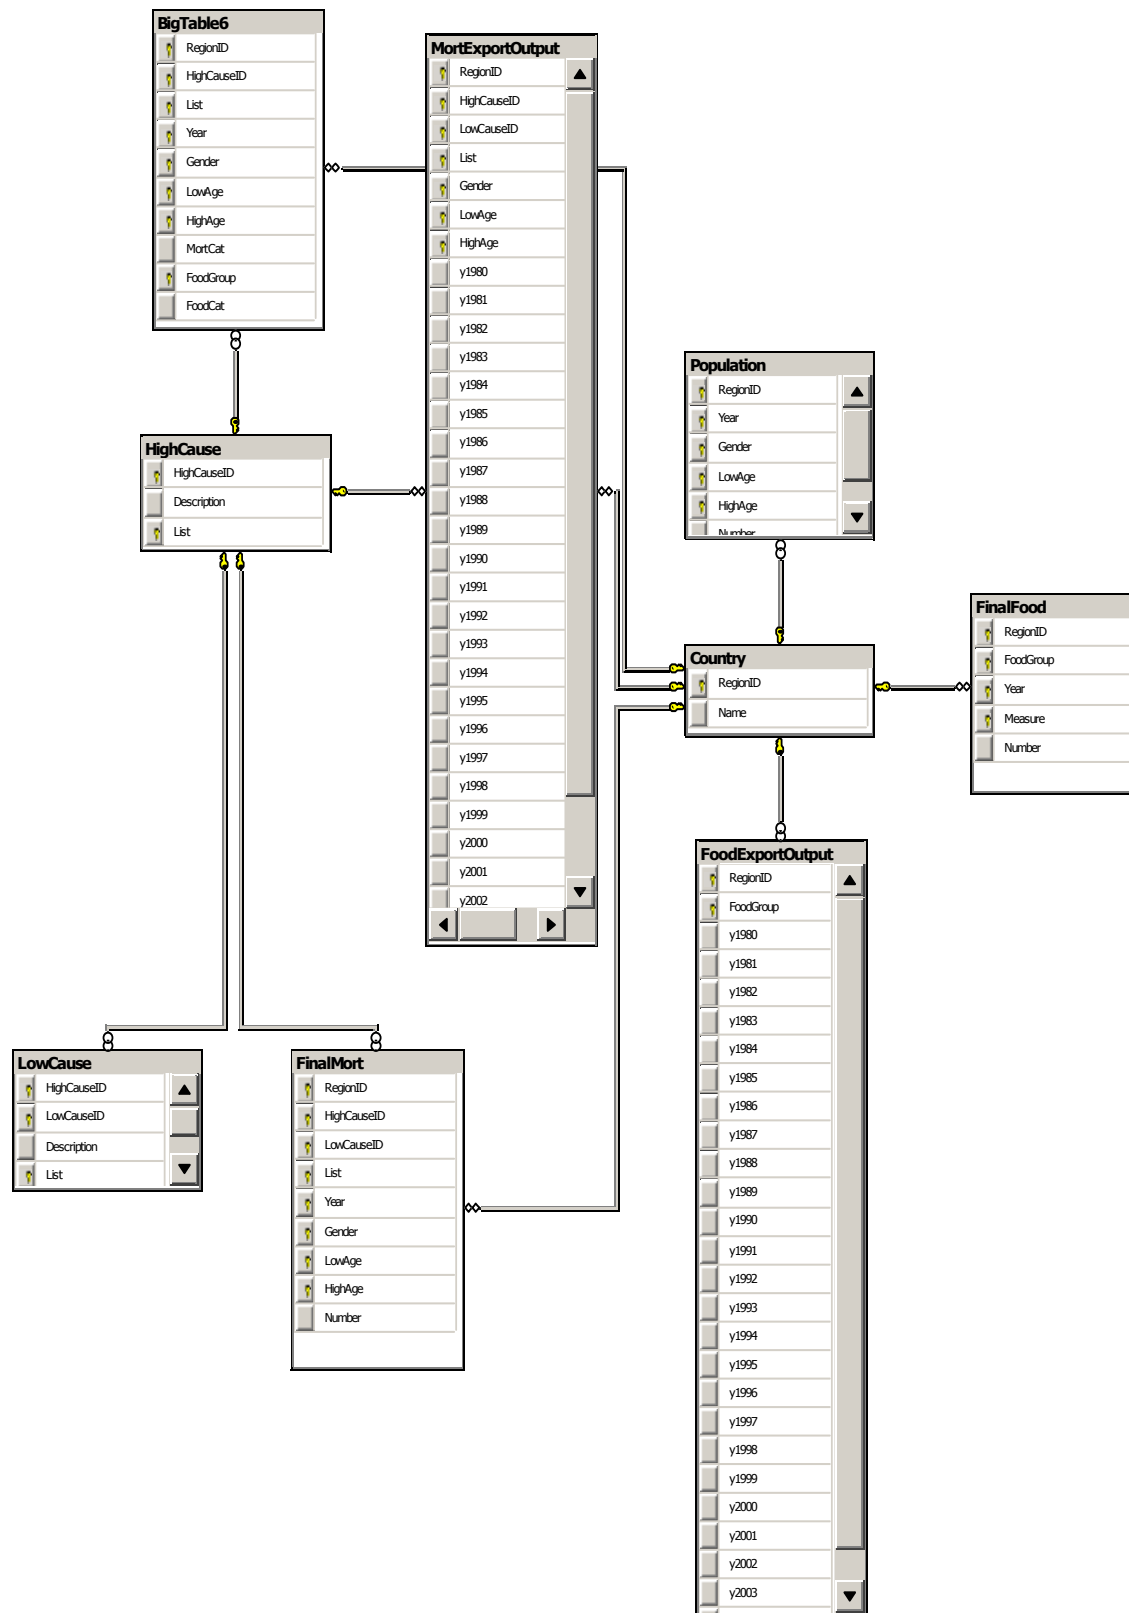 BigTable6
RegionID
HighCauseID
List
Year
Gender
LowAge
HighAge
MortCat
FoodGroup
FoodCat
MortExportOutput
RegionID
HighCauseID
LowCauseID
List
Gender
LowAge
HighAge
y1980
y1981
y1982
y1983
y1984
y1985
y1986
y1987
y1988
y1989
y1990
y1991
y1992
y1993
y1994
y1995
y1996
y1997
y1998
y1999
y2000
y2001
y2002
HighCause
HighCauseID
Description
List
Population
RegionID
Year
Gender
LowAge
HighAge
Number
Country
RegionID
Name
FinalFood
RegionID
FoodGroup
Year
Measure
Number
FoodExportOutput
RegionID
FoodGroup
y1980
y1981
y1982
y1983
y1984
y1985
y1986
y1987
y1988
y1989
y1990
y1991
y1992
y1993
y1994
y1995
y1996
y1997
y1998
y1999
y2000
y2001
y2002
y2003
LowCause
HighCauseID
LowCauseID
Description
List
FinalMort
RegionID
HighCauseID
LowCauseID
List
Year
Gender
LowAge
HighAge
Number